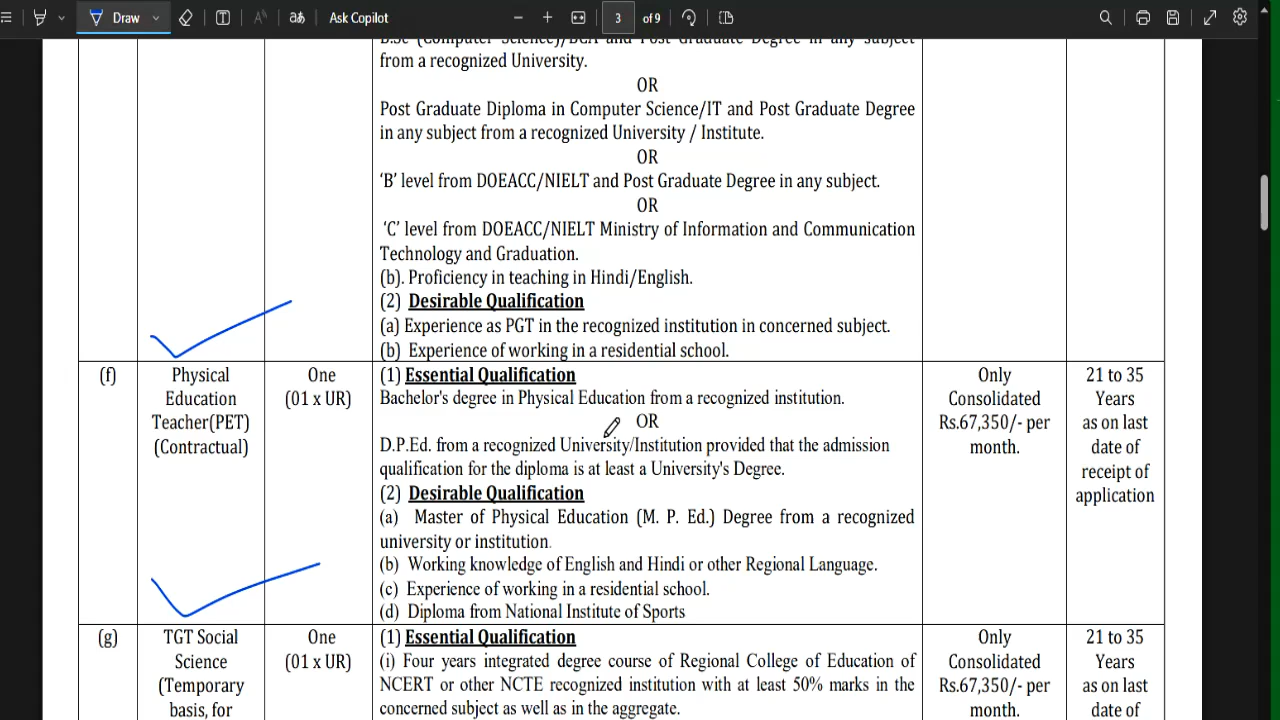 Draw
Ask Copilot
3
of 9
B.Sc (Computer Science)/BCA and Post Graduate Degree in any subject
from a recognized University.
OR
Post Graduate Diploma in Computer Science/IT and Post Graduate Degree
in any subject from a recognized University / Institute.
OR
‘B’ level from DOEACC/NIELT and Post Graduate Degree in any subject.
OR
‘C’ level from DOEACC/NIELT Ministry of Information and Communication
Technology and Graduation.
(b). Proficiency in teaching in Hindi/English.
(2) Desirable Qualification
(a) Experience as PGT in the recognized institution in concerned subject.
(b) Experience of working in a residential school.
(f)
Physical
Education
Teacher(PET)
(Contractual)
One
(01 x UR)
(1) Essential Qualification
Bachelor's degree in Physical Education from a recognized institution.
OR
D.P.Ed. from a recognized University/Institution provided that the admission
qualification for the diploma is at least a University's Degree.
(2) Desirable Qualification
(a) Master of Physical Education (M. P. Ed.) Degree from a recognized
university or institution.
(b) Working knowledge of English and Hindi or other Regional Language.
(c) Experience of working in a residential school.
(d) Diploma from National Institute of Sports
Only
Consolidated
Rs.67,350/- per
month.
21 to 35
Years
as on last
date of
receipt of
application
(g)
TGT Social
Science
(Temporary
basis, for
One
(01 x UR)
(1) Essential Qualification
(i) Four years integrated degree course of Regional College of Education of
NCERT or other NCTE recognized institution with at least 50% marks in the
concerned subject as well as in the aggregate.
Only
Consolidated
Rs.67,350/- per
month.
21 to 35
Years
as on last
date of